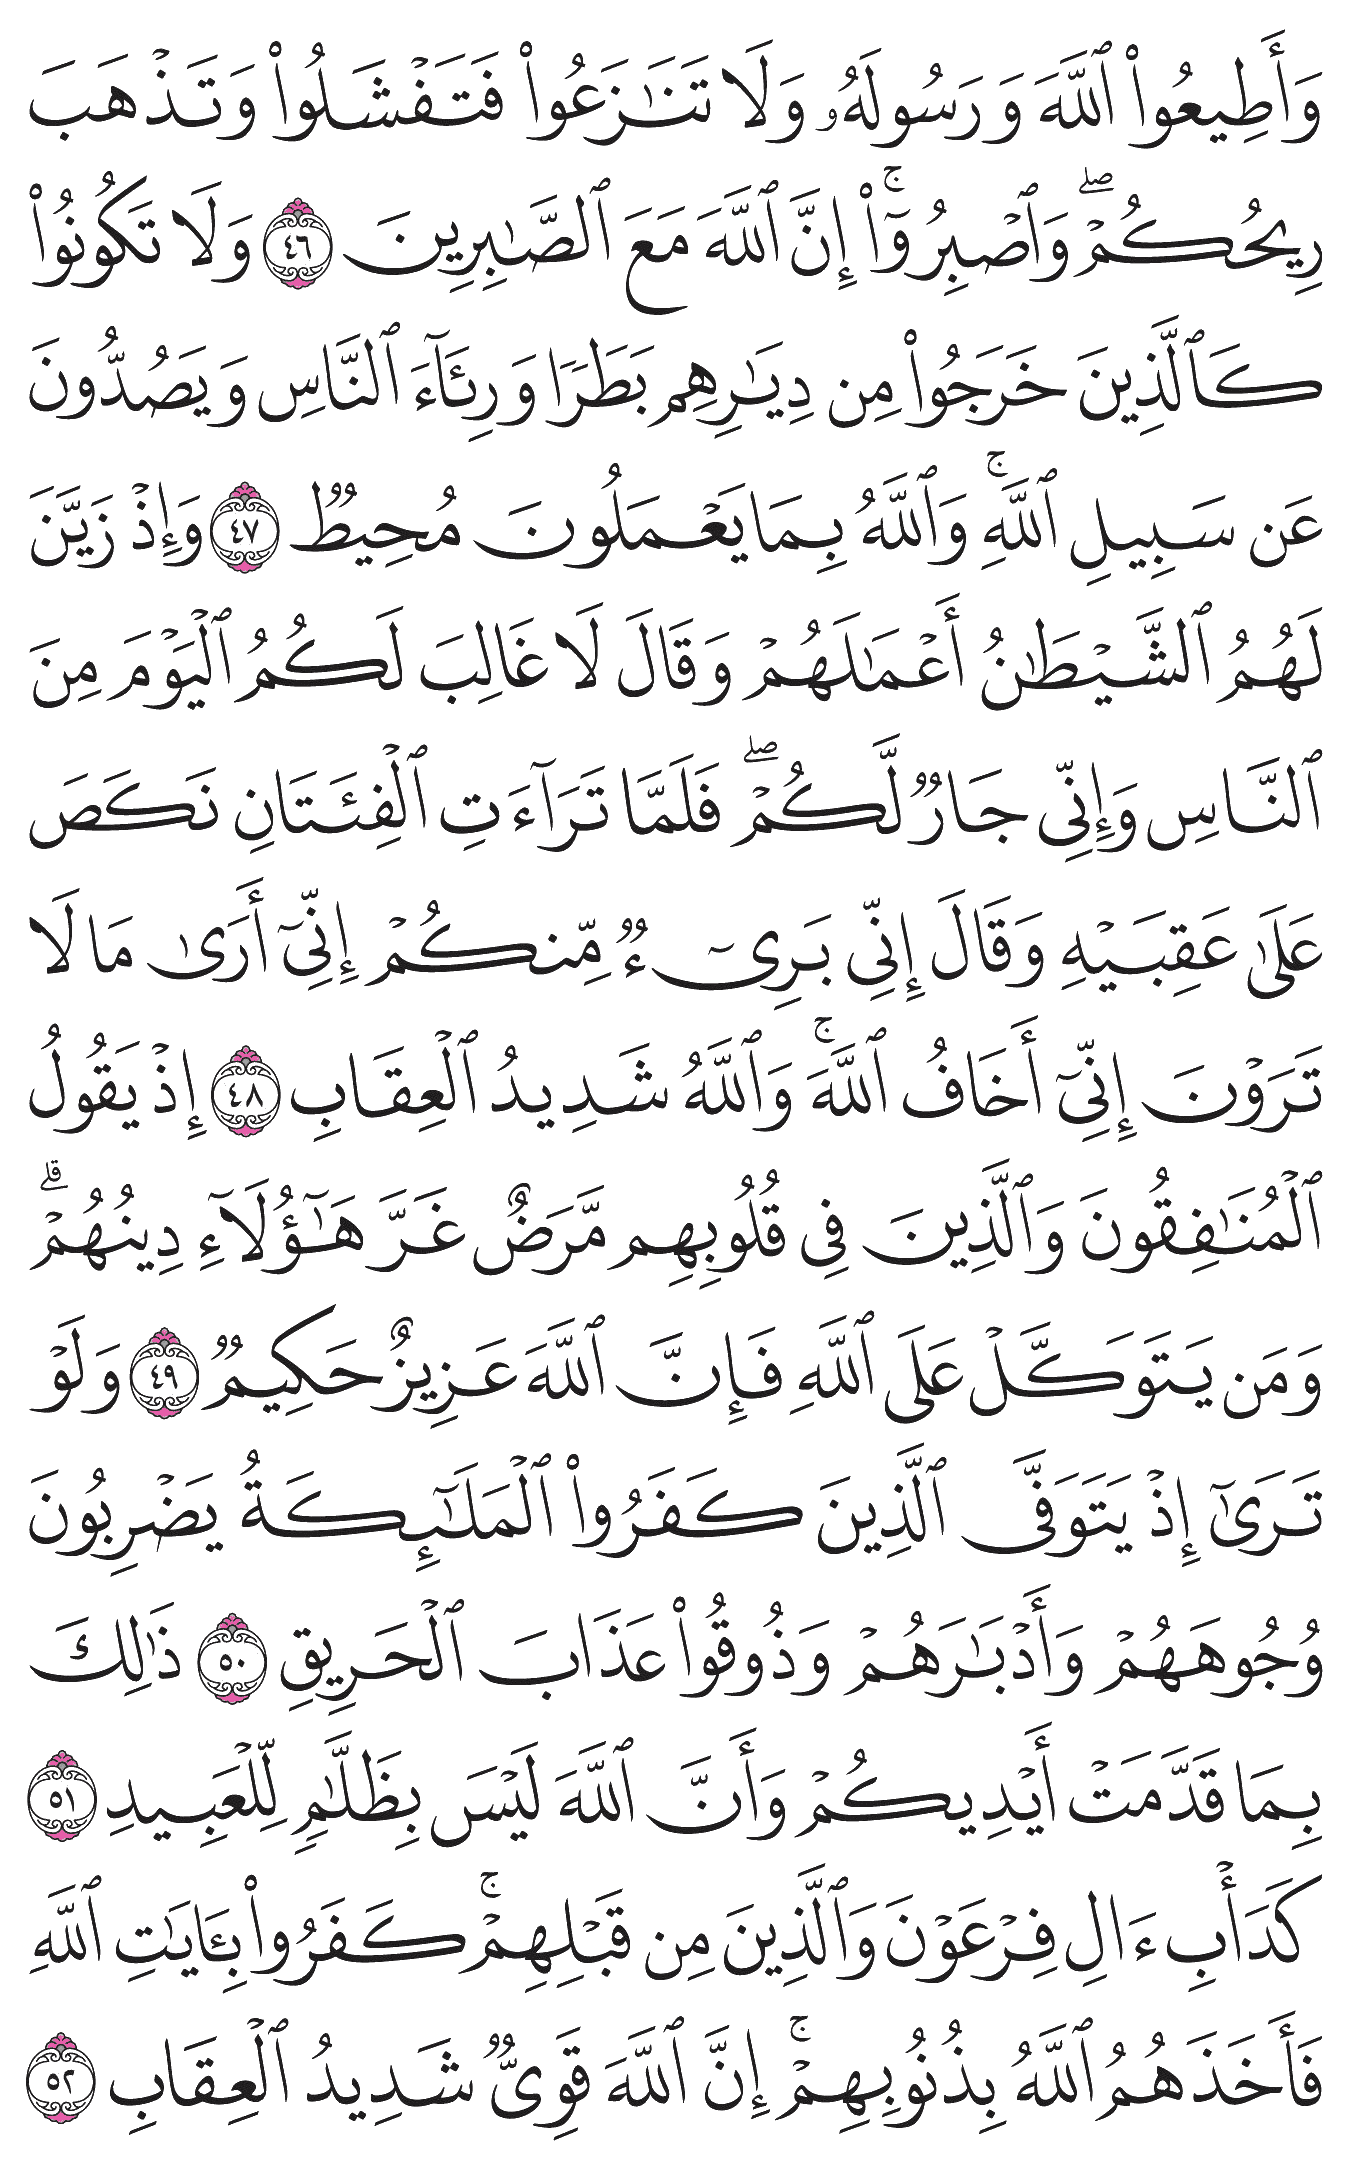 وَأَطِيعُواْ ٱللَّهَ وَرَسُولَهُۥ وَلَا تَنَٰزَعُواْ فَتَفۡشَلُواْ وَتَذۡهَبَ
رِيحُكُمۡۖ وَٱصۡبِرُوٓاْۚ إِنَّ ٱللَّهَ مَعَ ٱلصَّٰبِرِينَ ٤٦ وَلَا تَكُونُواْ
كَٱلَّذِينَ خَرَجُواْ مِن دِيَٰرِهِم بَطَرٗا وَرِئَآءَ ٱلنَّاسِ وَيَصُدُّونَ
عَن سَبِيلِ ٱللَّهِۚ وَٱللَّهُ بِمَا يَعۡمَلُونَ مُحِيطٞ ٤٧ وَإِذۡ زَيَّنَ
لَهُمُ ٱلشَّيۡطَٰنُ أَعۡمَٰلَهُمۡ وَقَالَ لَا غَالِبَ لَكُمُ ٱلۡيَوۡمَ مِنَ
ٱلنَّاسِ وَإِنِّي جَارٞ لَّكُمۡۖ فَلَمَّا تَرَآءَتِ ٱلۡفِئَتَانِ نَكَصَ
عَلَىٰ عَقِبَيۡهِ وَقَالَ إِنِّي بَرِيٓءٞ مِّنكُمۡ إِنِّيٓ أَرَىٰ مَا لَا
تَرَوۡنَ إِنِّيٓ أَخَافُ ٱللَّهَۚ وَٱللَّهُ شَدِيدُ ٱلۡعِقَابِ ٤٨ إِذۡ يَقُولُ
ٱلۡمُنَٰفِقُونَ وَٱلَّذِينَ فِي قُلُوبِهِم مَّرَضٌ غَرَّ هَٰٓؤُلَآءِ دِينُهُمۡۗ
وَمَن يَتَوَكَّلۡ عَلَى ٱللَّهِ فَإِنَّ ٱللَّهَ عَزِيزٌ حَكِيمٞ ٤٩ وَلَوۡ
تَرَىٰٓ إِذۡ يَتَوَفَّى ٱلَّذِينَ كَفَرُواْ ٱلۡمَلَٰٓئِكَةُ يَضۡرِبُونَ
وُجُوهَهُمۡ وَأَدۡبَٰرَهُمۡ وَذُوقُواْ عَذَابَ ٱلۡحَرِيقِ ٥٠ ذَٰلِكَ
بِمَا قَدَّمَتۡ أَيۡدِيكُمۡ وَأَنَّ ٱللَّهَ لَيۡسَ بِظَلَّٰمٖ لِّلۡعَبِيدِ ٥١
كَدَأۡبِ ءَالِ فِرۡعَوۡنَ وَٱلَّذِينَ مِن قَبۡلِهِمۡۚ كَفَرُواْ بِـَٔايَٰتِ ٱللَّهِ
فَأَخَذَهُمُ ٱللَّهُ بِذُنُوبِهِمۡۚ إِنَّ ٱللَّهَ قَوِيّٞ شَدِيدُ ٱلۡعِقَابِ ٥٢